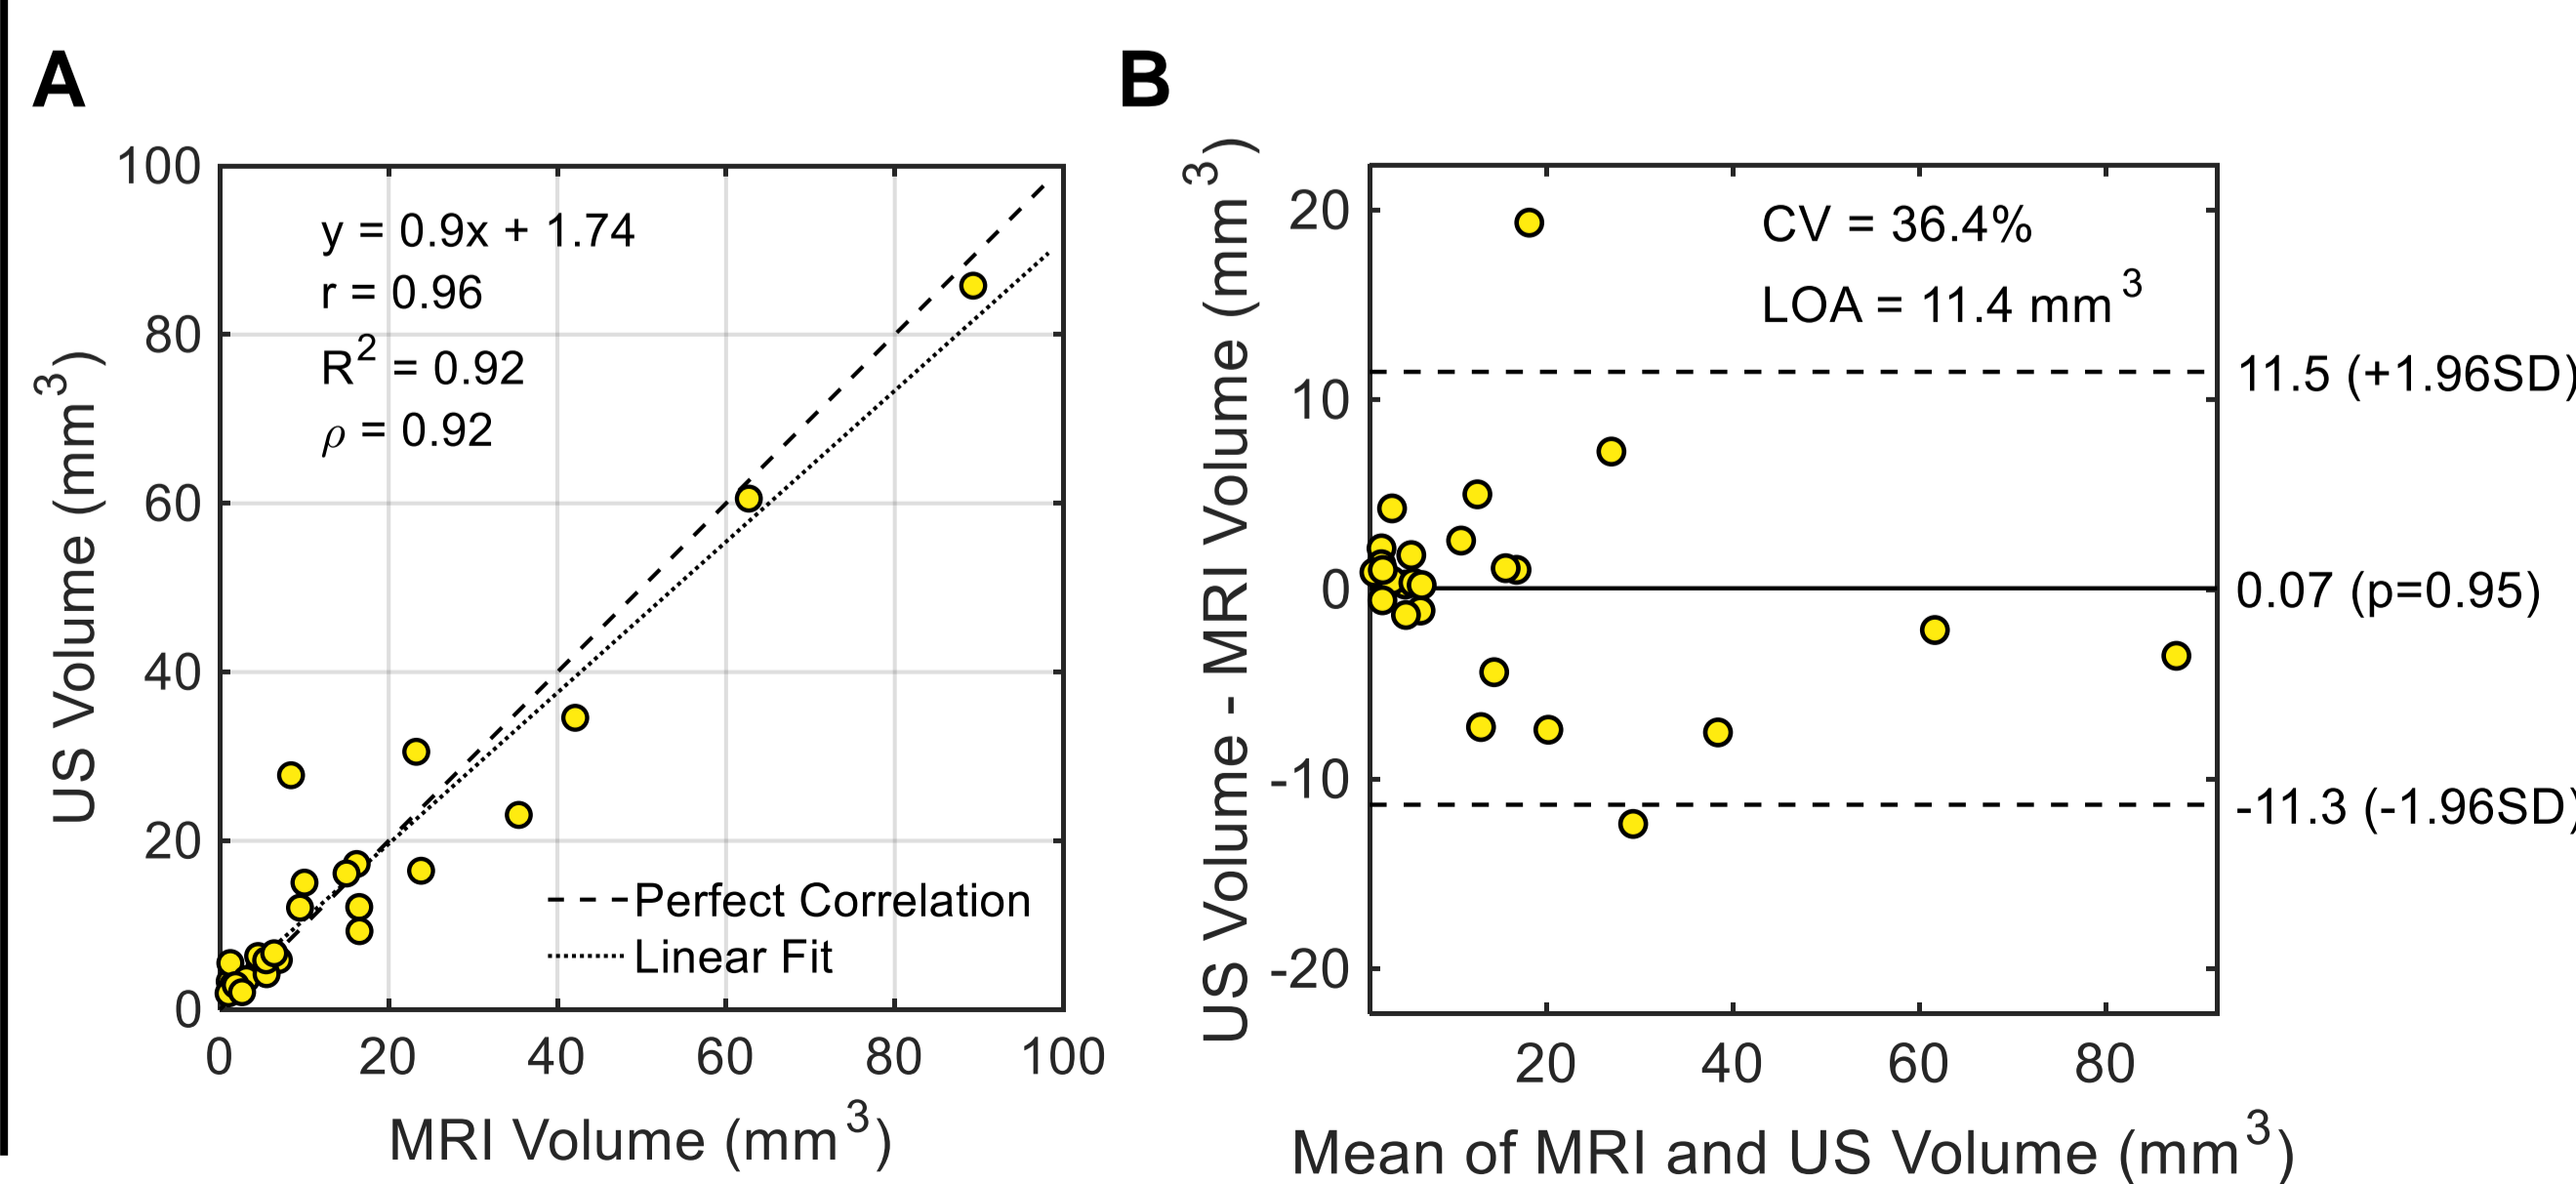 A
100
80
60
40
20
0
0 20 40 60 80 100
US Volume (mm³)
MRI Volume (mm³)
y = 0.9x + 1.74
r = 0.96
R² = 0.92
ρ = 0.92
Perfect Correlation
Linear Fit
B
20
10
0
-10
-20
20 40 60 80
US Volume - MRI Volume (mm³)
Mean of MRI and US Volume (mm³)
CV = 36.4%
LOA = 11.4 mm³
11.5 (+1.96SD)
0.07 (p=0.95)
-11.3 (-1.96SD)